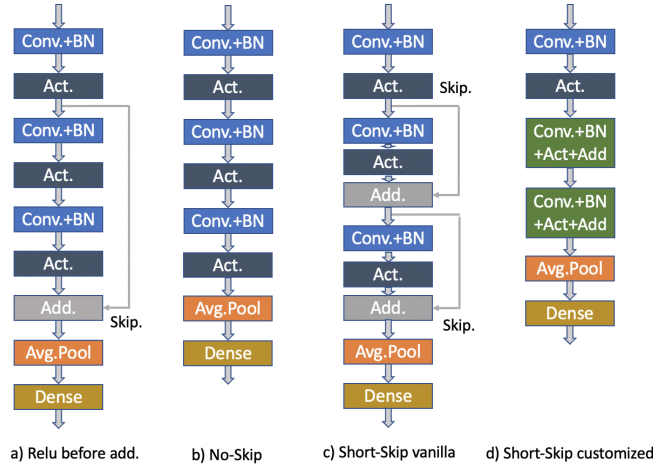 Conv.+BN
Act.
Conv.+BN
Act.
Conv.+BN
Act.
Add.
Skip.
Avg.Pool
Dense
a) Relu before add.
Conv.+BN
Act.
Conv.+BN
Act.
Conv.+BN
Act.
Avg.Pool
Dense
b) No-Skip
Conv.+BN
Act.
Skip.
Conv.+BN
Act.
Add.
Conv.+BN
Act.
Add.
Skip.
Avg.Pool
Dense
c) Short-Skip vanilla
Conv.+BN
Act.
Conv.+BN
+Act+Add
Conv.+BN
+Act+Add
Avg.Pool
Dense
d) Short-Skip customized